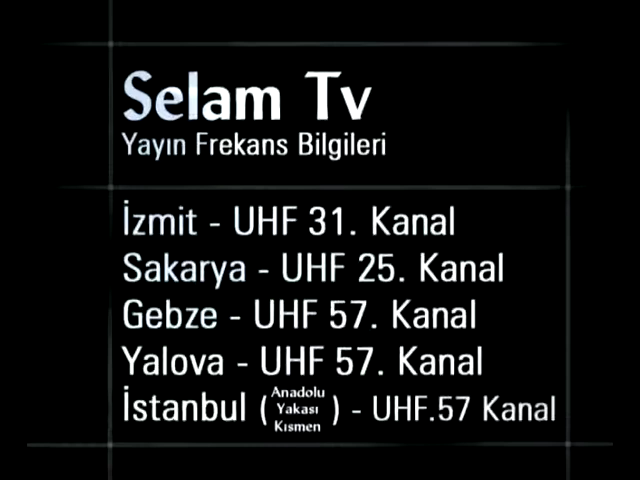 Selam Tv
Yayın Frekans Bilgileri
İzmit - UHF 31. Kanal
Sakarya - UHF 25. Kanal
Gebze - UHF 57. Kanal
Yalova - UHF 57. Kanal
İstanbul (Anadolu Yakası Kısmen) - UHF.57 Kanal